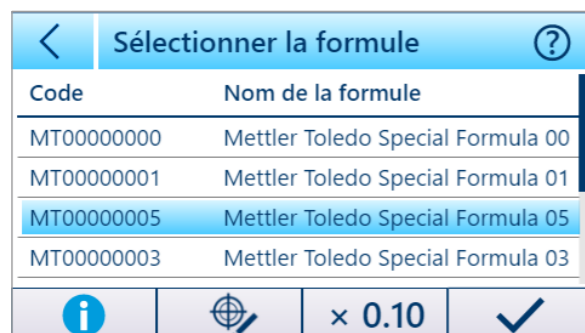 Sélectionner la formule ?
Code Nom de la formule
MT00000000 Mettler Toledo Special Formula 00
MT00000001 Mettler Toledo Special Formula 01
MT00000005 Mettler Toledo Special Formula 05
MT00000003 Mettler Toledo Special Formula 03
i × 0.10